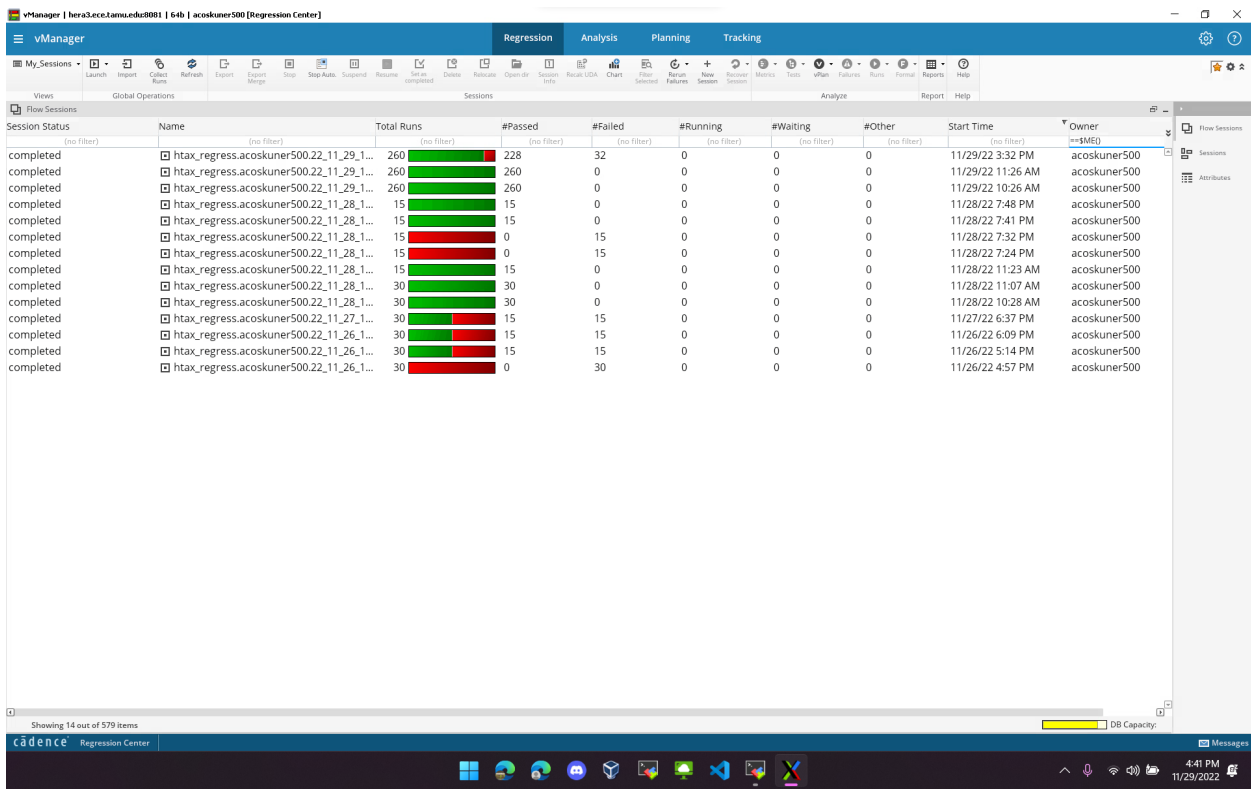 vManager | hera3.ece.tamu.edu:8081 | 64b | acoskuner500 [Regression Center]
vManager Regression Analysis Planning Tracking
My_Sessions Launch Import Collect Runs Refresh Export Export Merge Stop Stop Auto. Suspend Resume Set as completed Delete Relocate Open dir Session Info Recalc UDA Chart Filter Selected Rerun Failures New Session Recover Session Metrics Tests vPlan Failures Runs Formal Reports Help
Views Global Operations Sessions Analyze Report Help
Flow Sessions
Session Status Name Total Runs #Passed #Failed #Running #Waiting #Other Start Time Owner
(no filter) (no filter) (no filter) (no filter) (no filter) (no filter) (no filter) (no filter) (no filter) ==$ME()
completed htax_regress.acoskuner500.22_11_29_1... 260 228 32 0 0 0 11/29/22 3:32 PM acoskuner500
completed htax_regress.acoskuner500.22_11_29_1... 260 260 0 0 0 0 11/29/22 11:26 AM acoskuner500
completed htax_regress.acoskuner500.22_11_29_1... 260 260 0 0 0 0 11/29/22 10:26 AM acoskuner500
completed htax_regress.acoskuner500.22_11_28_1... 15 15 0 0 0 0 11/28/22 7:48 PM acoskuner500
completed htax_regress.acoskuner500.22_11_28_1... 15 15 0 0 0 0 11/28/22 7:41 PM acoskuner500
completed htax_regress.acoskuner500.22_11_28_1... 15 0 15 0 0 0 11/28/22 7:32 PM acoskuner500
completed htax_regress.acoskuner500.22_11_28_1... 15 0 15 0 0 0 11/28/22 7:24 PM acoskuner500
completed htax_regress.acoskuner500.22_11_28_1... 15 15 0 0 0 0 11/28/22 11:23 AM acoskuner500
completed htax_regress.acoskuner500.22_11_28_1... 30 30 0 0 0 0 11/28/22 11:07 AM acoskuner500
completed htax_regress.acoskuner500.22_11_28_1... 30 30 0 0 0 0 11/28/22 10:28 AM acoskuner500
completed htax_regress.acoskuner500.22_11_27_1... 30 15 15 0 0 0 11/27/22 6:37 PM acoskuner500
completed htax_regress.acoskuner500.22_11_26_1... 30 15 15 0 0 0 11/26/22 6:09 PM acoskuner500
completed htax_regress.acoskuner500.22_11_26_1... 30 15 15 0 0 0 11/26/22 5:14 PM acoskuner500
completed htax_regress.acoskuner500.22_11_26_1... 30 0 30 0 0 0 11/26/22 4:57 PM acoskuner500
Flow Sessions
Sessions
Attributes
Showing 14 out of 579 items DB Capacity:
cādence Regression Center Messages
4:41 PM
11/29/2022